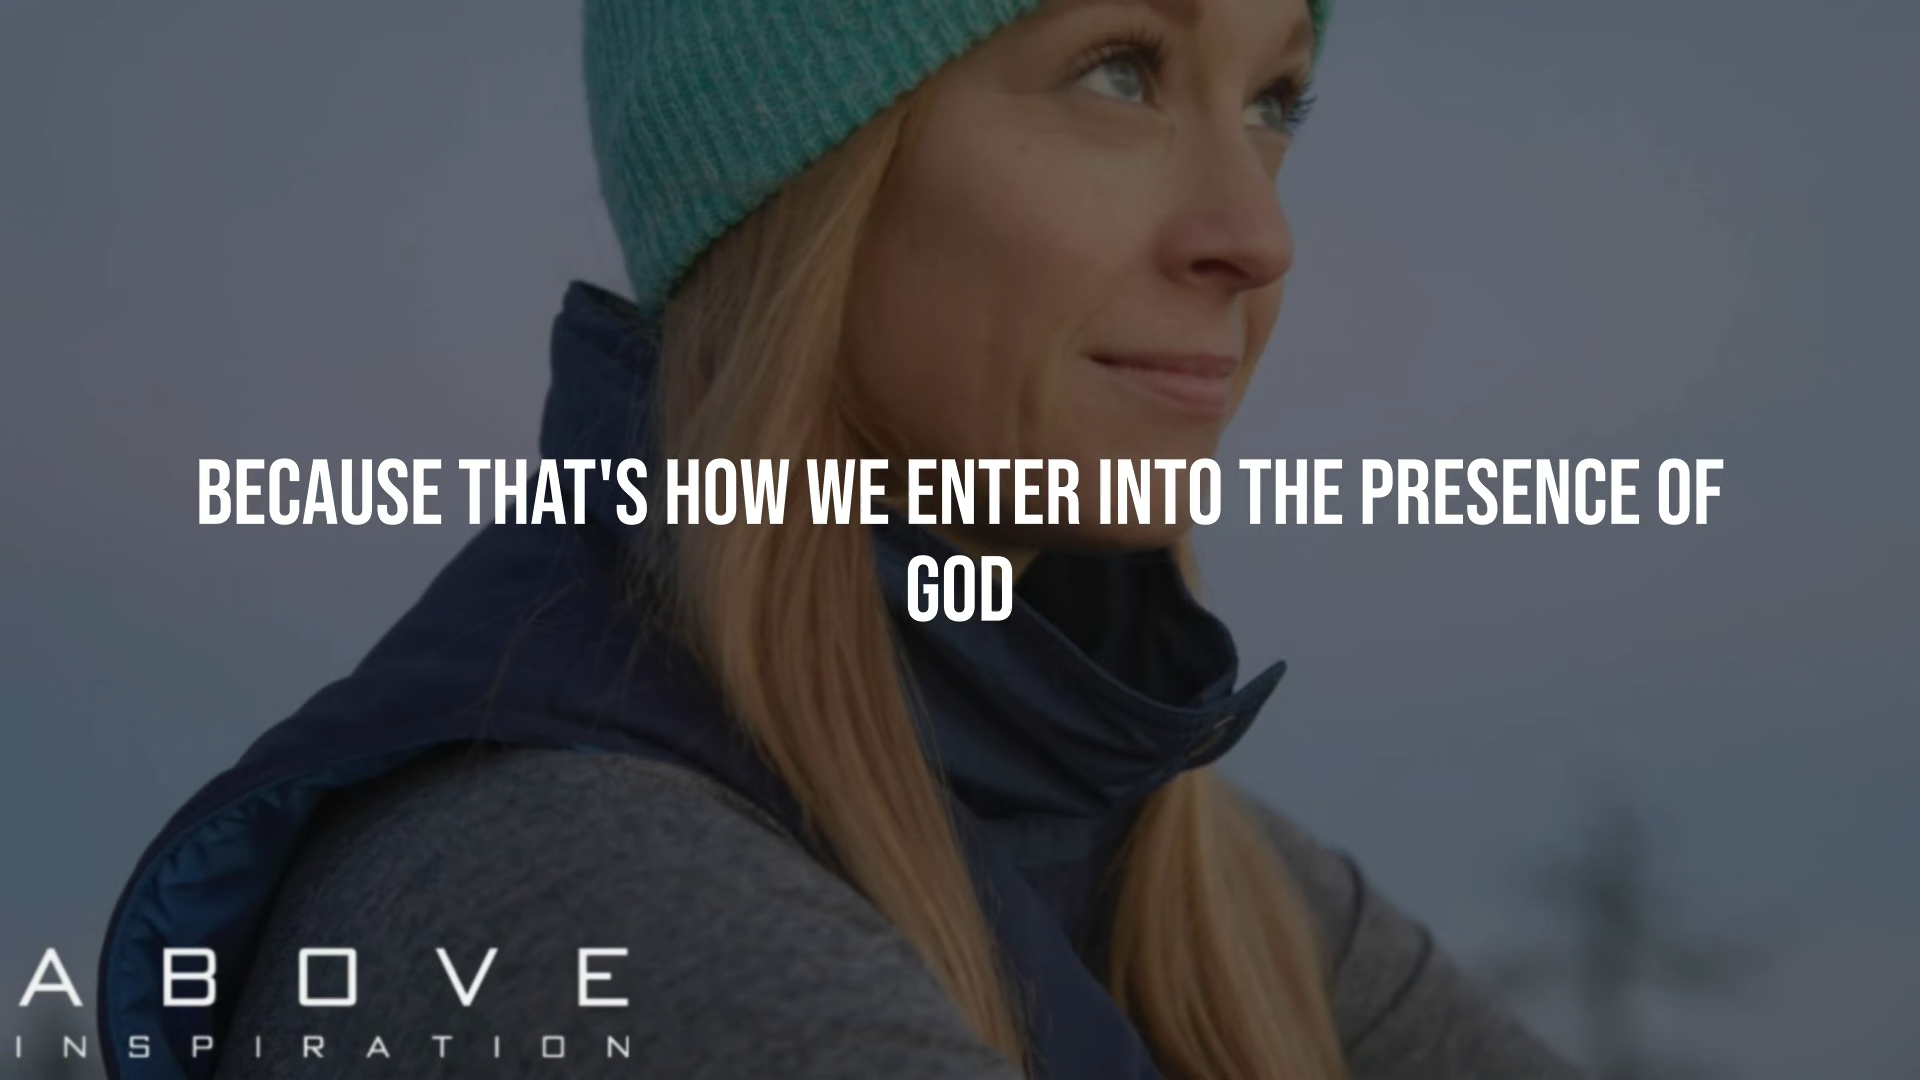 BECAUSE THAT'S HOW WE ENTER INTO THE PRESENCE OF
GOD
ABOVE
INSPIRATION